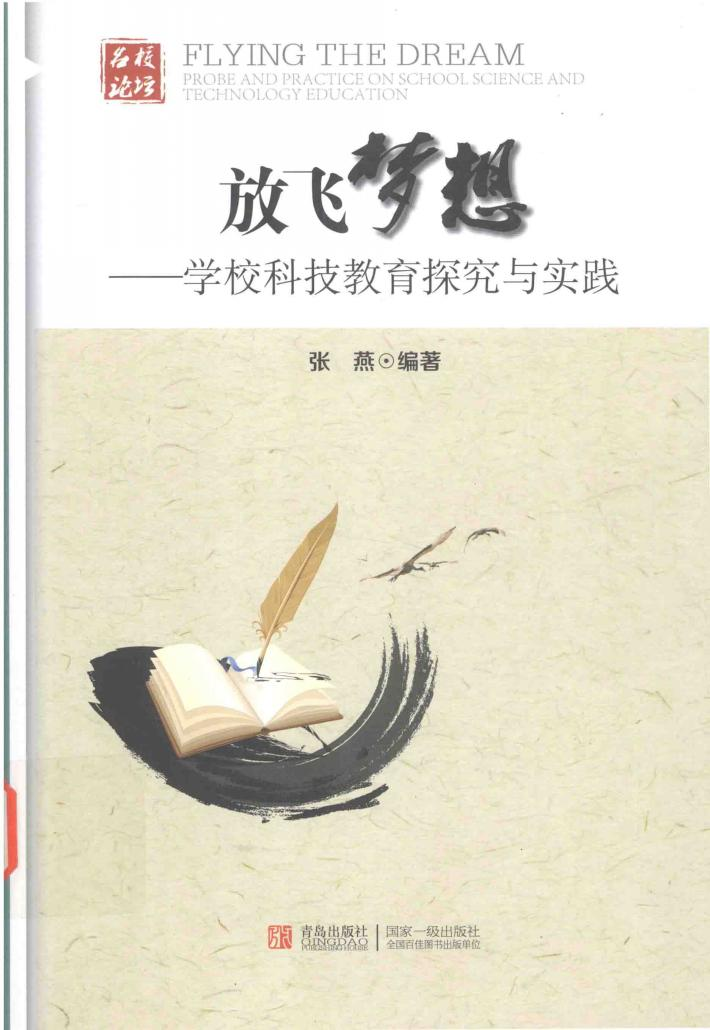 名校
论坛
FLYING THE DREAM
PROBE AND PRACTICE ON SCHOOL SCIENCE AND
TECHNOLOGY EDUCATION
放飞梦想
——学校科技教育探究与实践
张 燕⊙编著
青岛出版社
QINGDAO
PUBLISHING HOUSE
国家一级出版社
全国百佳图书出版单位